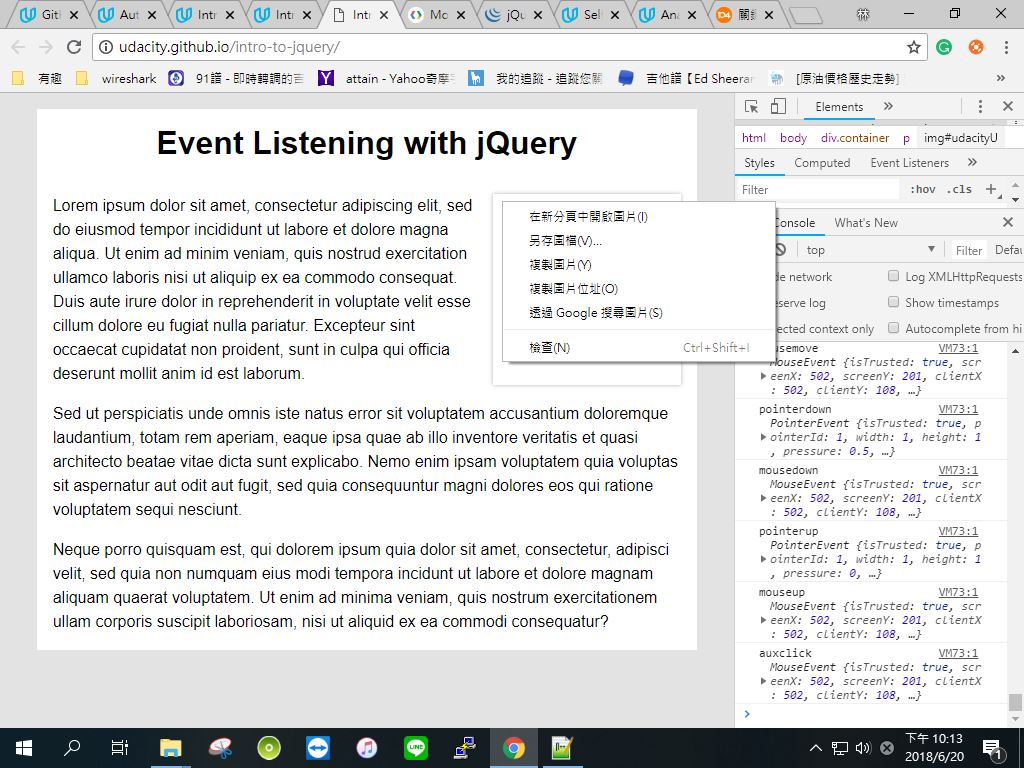 Git
Aut
Intr
Intr
Intr
Mo
jQu
Sel
Ana
關鍵
赫
udacity.github.io/intro-to-jquery/
有趣
wireshark
91譜 - 即時轉調的吉
attain - Yahoo奇摩
我的追蹤 - 追蹤您關
吉他譜【Ed Sheeran
[原油價格歷史走勢]
»
Event Listening with jQuery
Lorem ipsum dolor sit amet, consectetur adipiscing elit, sed
do eiusmod tempor incididunt ut labore et dolore magna
aliqua. Ut enim ad minim veniam, quis nostrud exercitation
ullamco laboris nisi ut aliquip ex ea commodo consequat.
Duis aute irure dolor in reprehenderit in voluptate velit esse
cillum dolore eu fugiat nulla pariatur. Excepteur sint
occaecat cupidatat non proident, sunt in culpa qui officia
deserunt mollit anim id est laborum.
Sed ut perspiciatis unde omnis iste natus error sit voluptatem accusantium doloremque
laudantium, totam rem aperiam, eaque ipsa quae ab illo inventore veritatis et quasi
architecto beatae vitae dicta sunt explicabo. Nemo enim ipsam voluptatem quia voluptas
sit aspernatur aut odit aut fugit, sed quia consequuntur magni dolores eos qui ratione
voluptatem sequi nesciunt.
Neque porro quisquam est, qui dolorem ipsum quia dolor sit amet, consectetur, adipisci
velit, sed quia non numquam eius modi tempora incidunt ut labore et dolore magnam
aliquam quaerat voluptatem. Ut enim ad minima veniam, quis nostrum exercitationem
ullam corporis suscipit laboriosam, nisi ut aliquid ex ea commodi consequatur?
在新分頁中開啟圖片(I)
另存圖檔(V)...
複製圖片(Y)
複製圖片位址(O)
透過 Google 搜尋圖片(S)
檢查(N) Ctrl+Shift+I
Elements »
html body div.container p img#udacityU
Styles Computed Event Listeners »
Filter :hov .cls +
Console What's New
top Filter Defau
de network Log XMLHttpRequests
eserve log Show timestamps
ected context only Autocomplete from hi
usemove VM73:1
MouseEvent {isTrusted: true, scr
eenX: 502, screenY: 201, clientX
: 502, clientY: 108, …}
pointerdown VM73:1
PointerEvent {isTrusted: true, p
ointerId: 1, width: 1, height: 1
, pressure: 0.5, …}
mousedown VM73:1
MouseEvent {isTrusted: true, scr
eenX: 502, screenY: 201, clientX
: 502, clientY: 108, …}
pointerup VM73:1
PointerEvent {isTrusted: true, p
ointerId: 1, width: 1, height: 1
, pressure: 0, …}
mouseup VM73:1
MouseEvent {isTrusted: true, scr
eenX: 502, screenY: 201, clientX
: 502, clientY: 108, …}
auxclick VM73:1
MouseEvent {isTrusted: true, scr
eenX: 502, screenY: 201, clientX
: 502, clientY: 108, …}
LINE
下午 10:13
2018/6/20
1